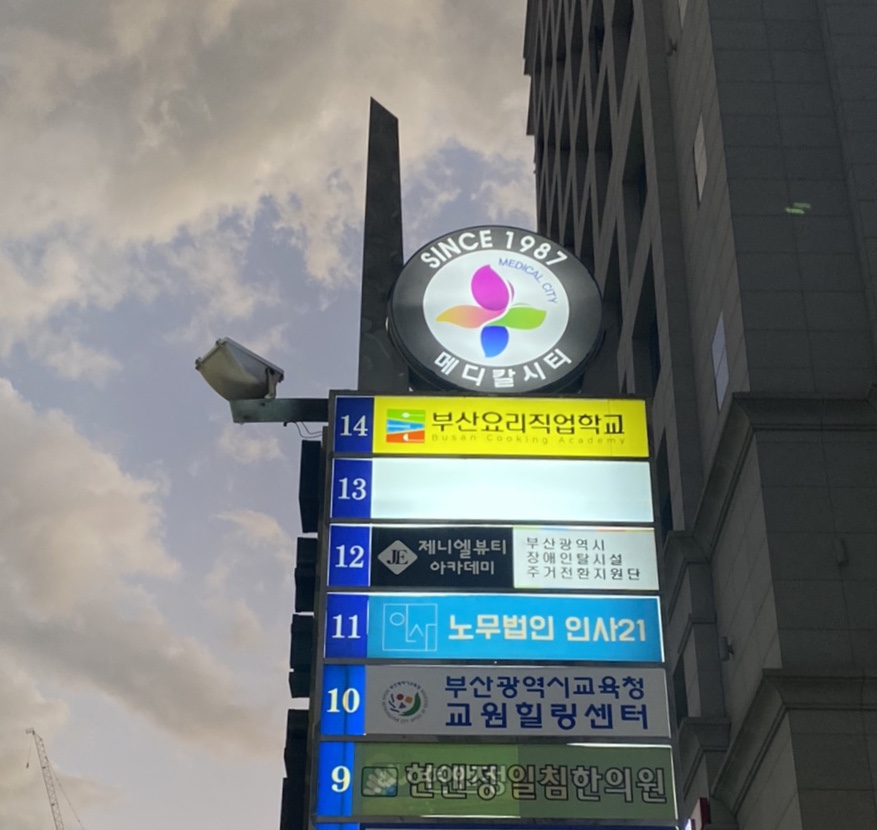 SINCE 1987
MEDICAL CITY
메디칼시티
14 부산요리직업학교
Busan Cooking Academy
13
12 JE 제니엘뷰티
아카데미
부산광역시
장애인탈시설
주거전환지원단
11 인사 노무법인 인사21
10 부산광역시교육청
교원힐링센터
9 현앤정일침한의원